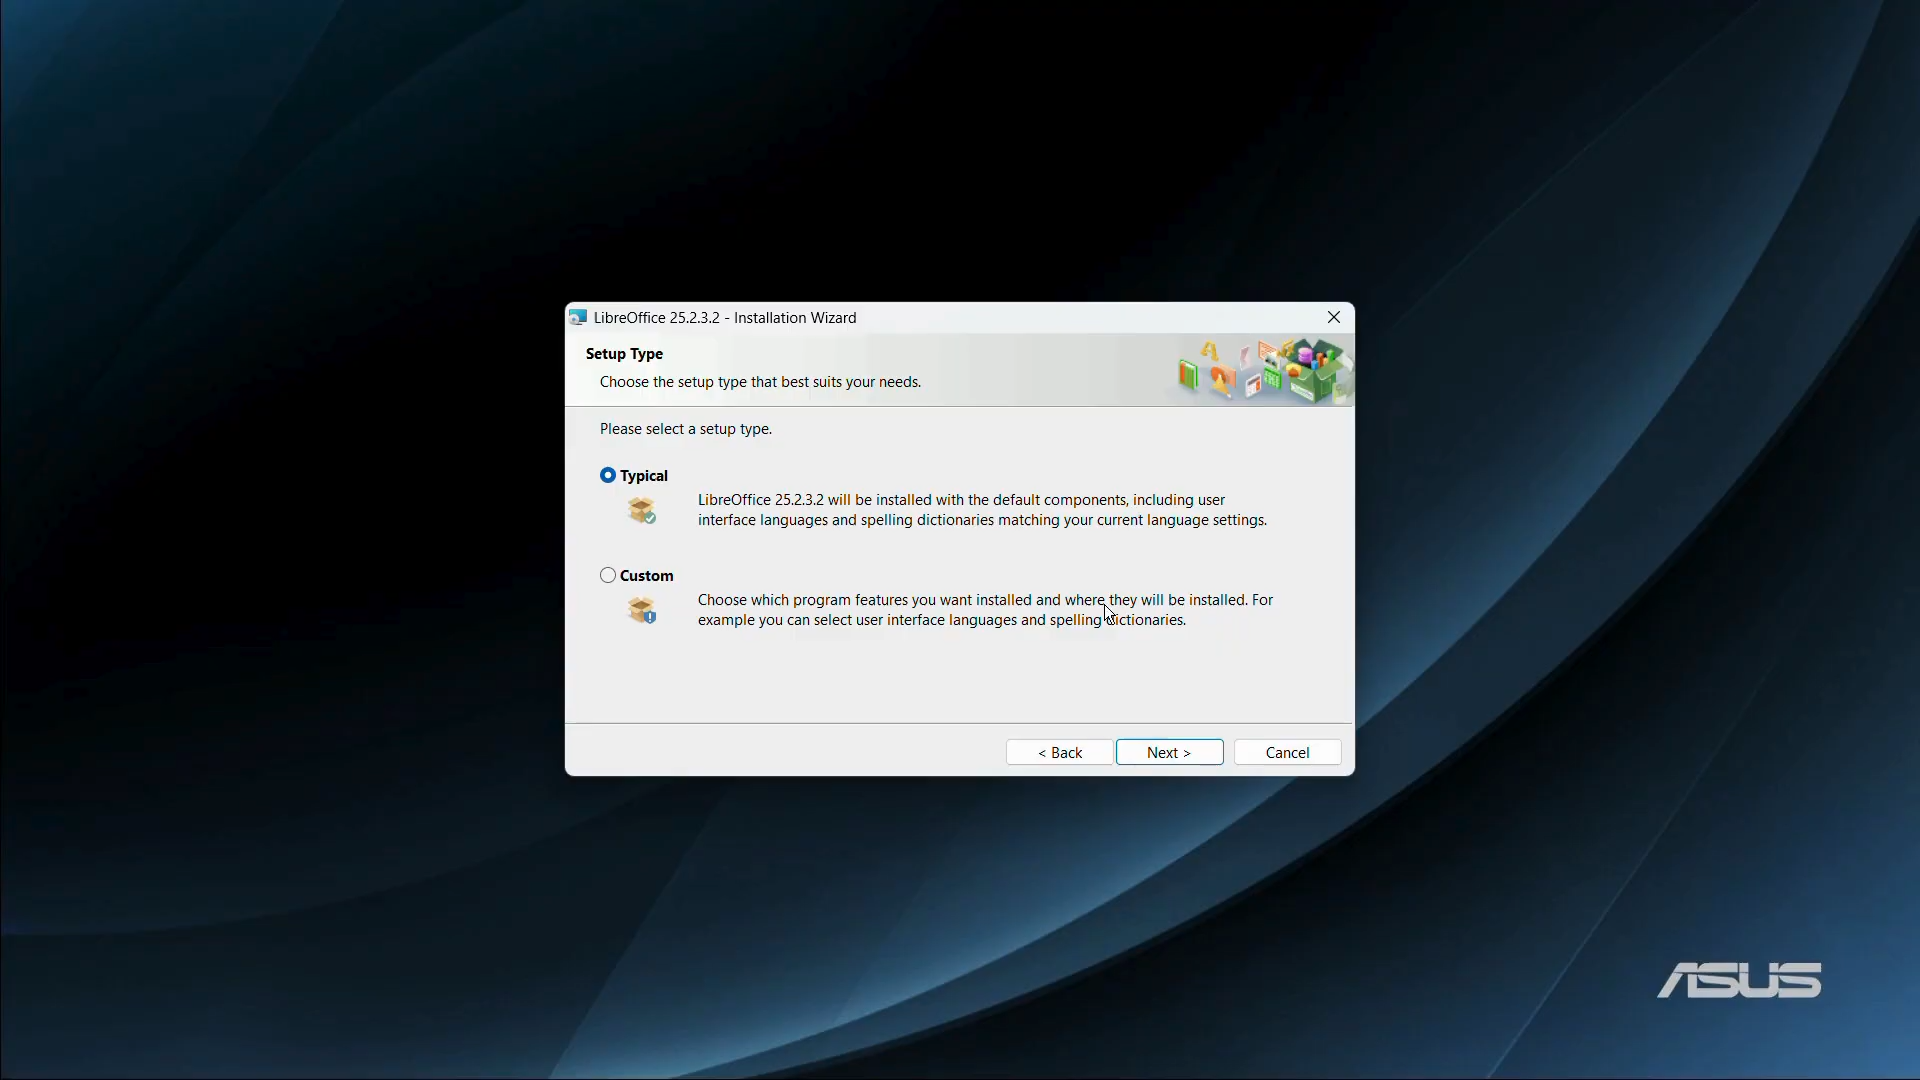 LibreOffice 25.2.3.2 - Installation Wizard
Setup Type
Choose the setup type that best suits your needs.
Please select a setup type.
Typical
LibreOffice 25.2.3.2 will be installed with the default components, including user
interface languages and spelling dictionaries matching your current language settings.
Custom
Choose which program features you want installed and where they will be installed. For
example you can select user interface languages and spelling dictionaries.
< Back
Next >
Cancel
ASUS